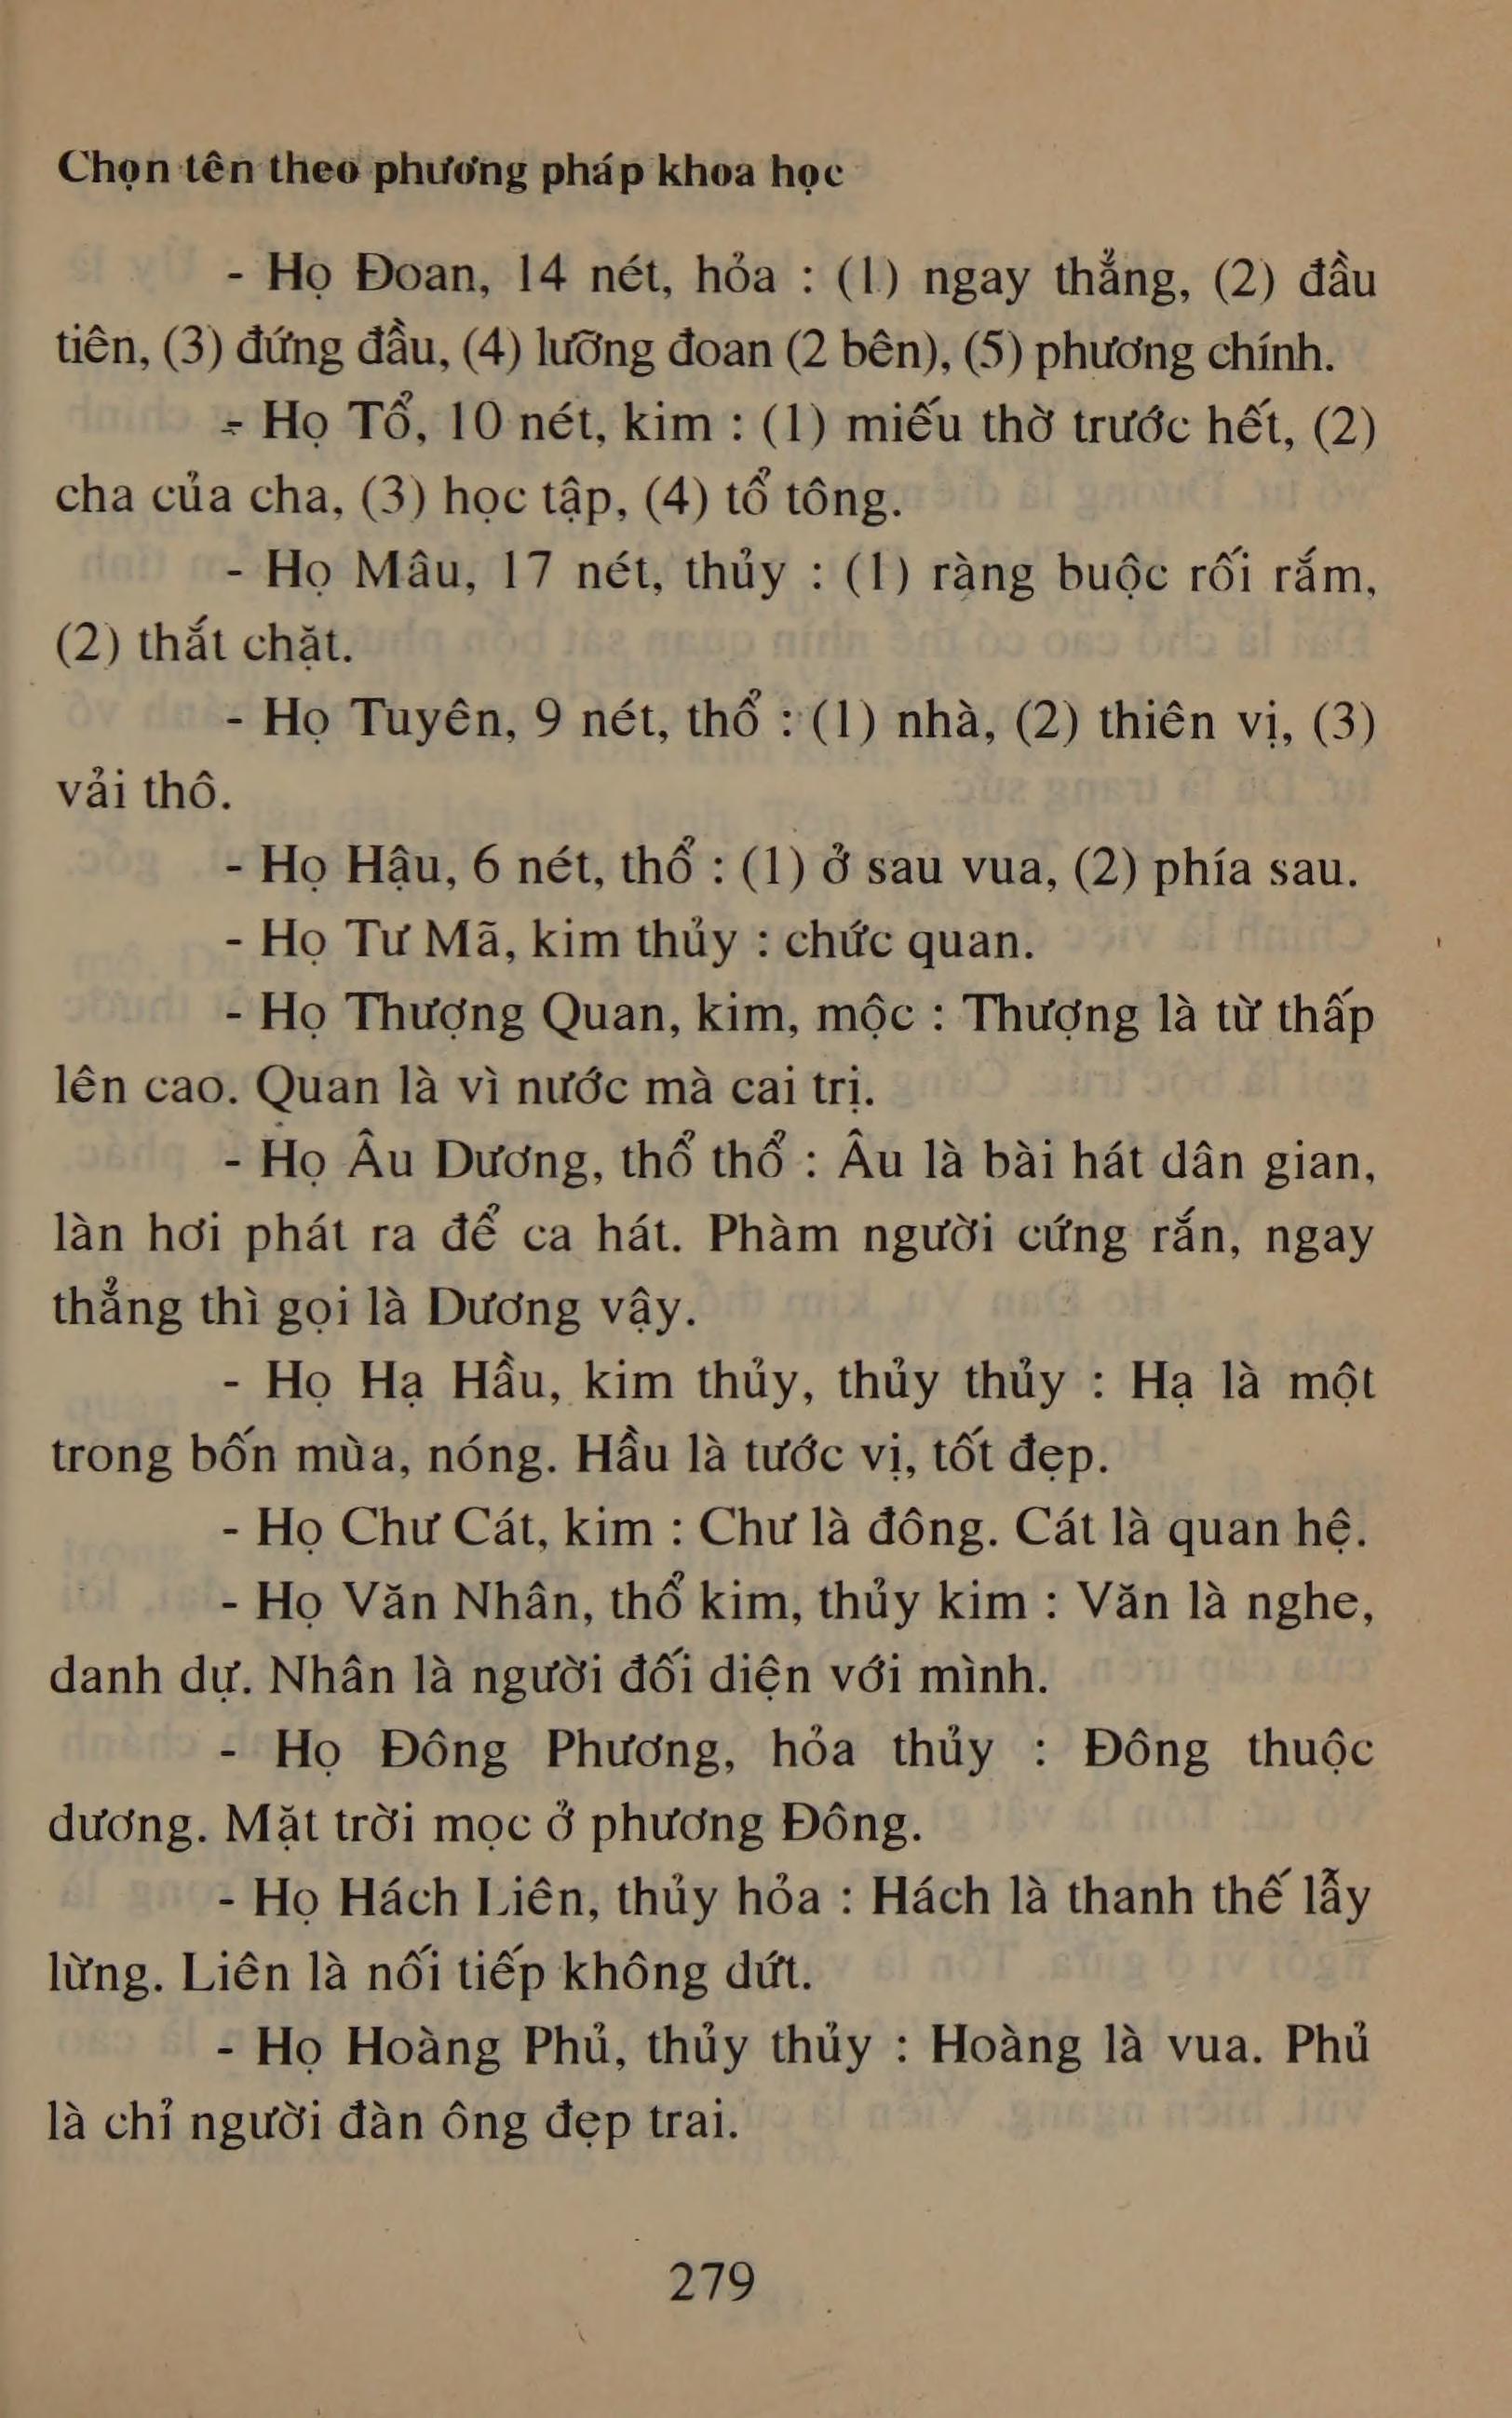 Chọn tên theo phương pháp khoa học
- Họ Đoan, 14 nét, hỏa : (1) ngay thẳng, (2) đầu
tiên, (3) đứng đầu, (4) lưỡng đoan (2 bên), (5) phương chính.
- Họ Tổ, 10 nét, kim : (1) miếu thờ trước hết, (2)
cha của cha, (3) học tập, (4) tổ tông.
- Họ Mâu, 17 nét, thủy : (1) ràng buộc rối rắm,
(2) thắt chặt.
- Họ Tuyên, 9 nét, thổ : (1) nhà, (2) thiên vị, (3)
vải thô.
- Họ Hậu, 6 nét, thổ : (1) ở sau vua, (2) phía sau.
- Họ Tư Mã, kim thủy : chức quan.
- Họ Thượng Quan, kim, mộc : Thượng là từ thấp
lên cao. Quan là vì nước mà cai trị.
- Họ Âu Dương, thổ thổ : Âu là bài hát dân gian,
làn hơi phát ra để ca hát. Phàm người cứng rắn, ngay
thẳng thì gọi là Dương vậy.
- Họ Hạ Hầu, kim thủy, thủy thủy : Hạ là một
trong bốn mùa, nóng. Hầu là tước vị, tốt đẹp.
- Họ Chư Cát, kim : Chư là đông. Cát là quan hệ.
- Họ Văn Nhân, thổ kim, thủy kim : Văn là nghe,
danh dự. Nhân là người đối diện với mình.
- Họ Đông Phương, hỏa thủy : Đông thuộc
dương. Mặt trời mọc ở phương Đông.
- Họ Hách Liên, thủy hỏa : Hách là thanh thế lẫy
lừng. Liên là nối tiếp không dứt.
- Họ Hoàng Phủ, thủy thủy : Hoàng là vua. Phủ
là chỉ người đàn ông đẹp trai.
279